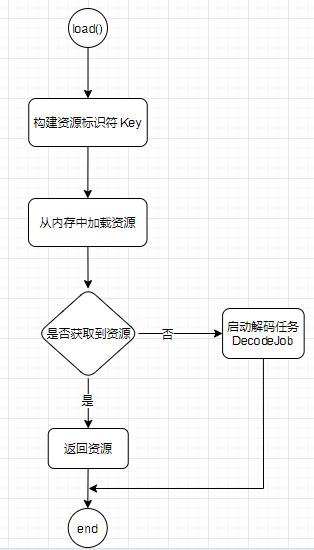 load()
构建资源标识符 Key
从内存中加载资源
是否获取到资源
否
启动解码任务
DecodeJob
是
返回资源
end